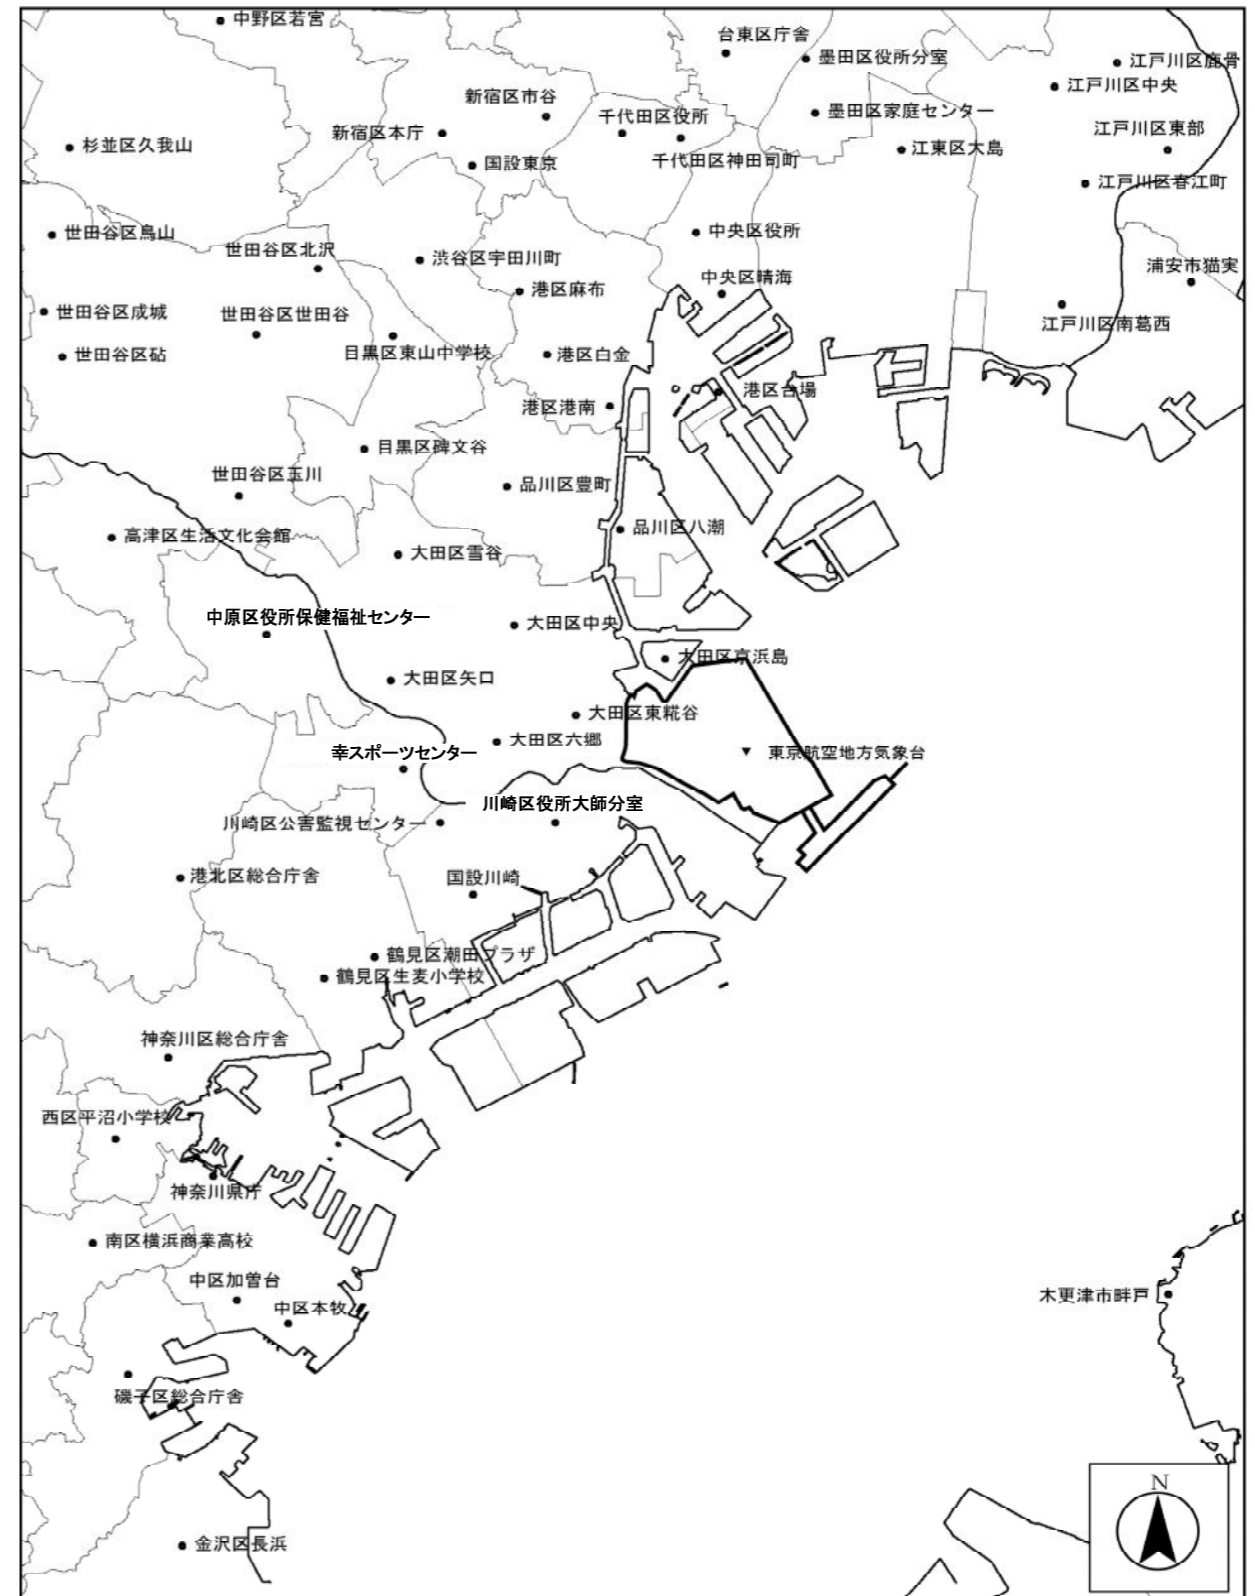 中野区若宮
台東区庁舎
墨田区役所分室
江戸川区鹿骨
江戸川区中央
新宿区市谷
千代田区役所
墨田区家庭センター
江戸川区東部
新宿区本庁
杉並区久我山
国設東京
千代田区神田司町
江東区大島
江戸川区春江町
世田谷区烏山
世田谷区北沢
渋谷区宇田川町
中央区役所
浦安市猫実
中央区晴海
港区麻布
世田谷区成城
世田谷区世田谷
江戸川区南葛西
世田谷区砧
目黒区東山中学校
港区白金
港区台場
港区港南
目黒区碑文谷
世田谷区玉川
品川区豊町
高津区生活文化会館
品川区八潮
大田区雪谷
中原区役所保健福祉センター
大田区中央
大田区京浜島
大田区矢口
大田区東糀谷
大田区六郷
幸スポーツセンター
東京航空地方気象台
川崎区役所大師分室
川崎区公害監視センター
港北区総合庁舎
国設川崎
鶴見区潮田プラザ
鶴見区生麦小学校
神奈川区総合庁舎
西区平沼小学校
神奈川県庁
南区横浜商業高校
中区加曽台
木更津市畔戸
中区本牧
磯子区総合庁舎
N
金沢区長浜